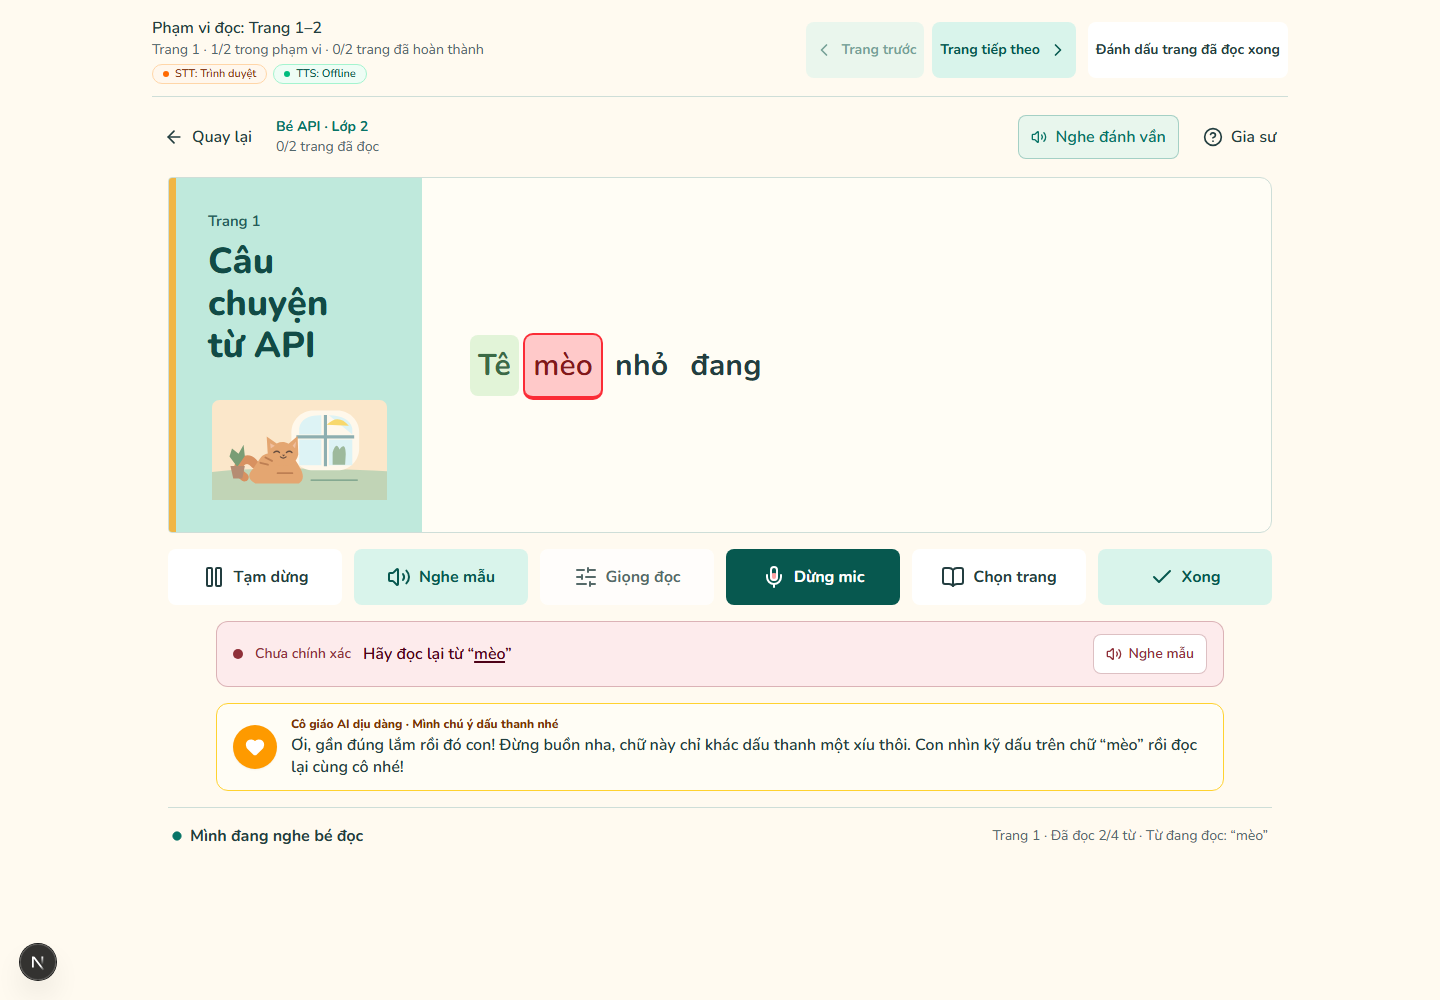 Phạm vi đọc: Trang 1–2
Trang 1 · 1/2 trong phạm vi · 0/2 trang đã hoàn thành
STT: Trình duyệt
TTS: Offline
Trang trước
Trang tiếp theo
Đánh dấu trang đã đọc xong
Quay lại
Bé API · Lớp 2
0/2 trang đã đọc
Nghe đánh vần
Gia sư
Trang 1
Câu
chuyện
từ API
Tê mèo nhỏ đang
Tạm dừng
Nghe mẫu
Giọng đọc
Dừng mic
Chọn trang
Xong
Chưa chính xác
Hãy đọc lại từ “mèo”
Nghe mẫu
Cô giáo AI dịu dàng · Mình chú ý dấu thanh nhé
Ơi, gần đúng lắm rồi đó con! Đừng buồn nha, chữ này chỉ khác dấu thanh một xíu thôi. Con nhìn kỹ dấu trên chữ “mèo” rồi đọc
lại cùng cô nhé!
Mình đang nghe bé đọc
Trang 1 · Đã đọc 2/4 từ · Từ đang đọc: “mèo”
N